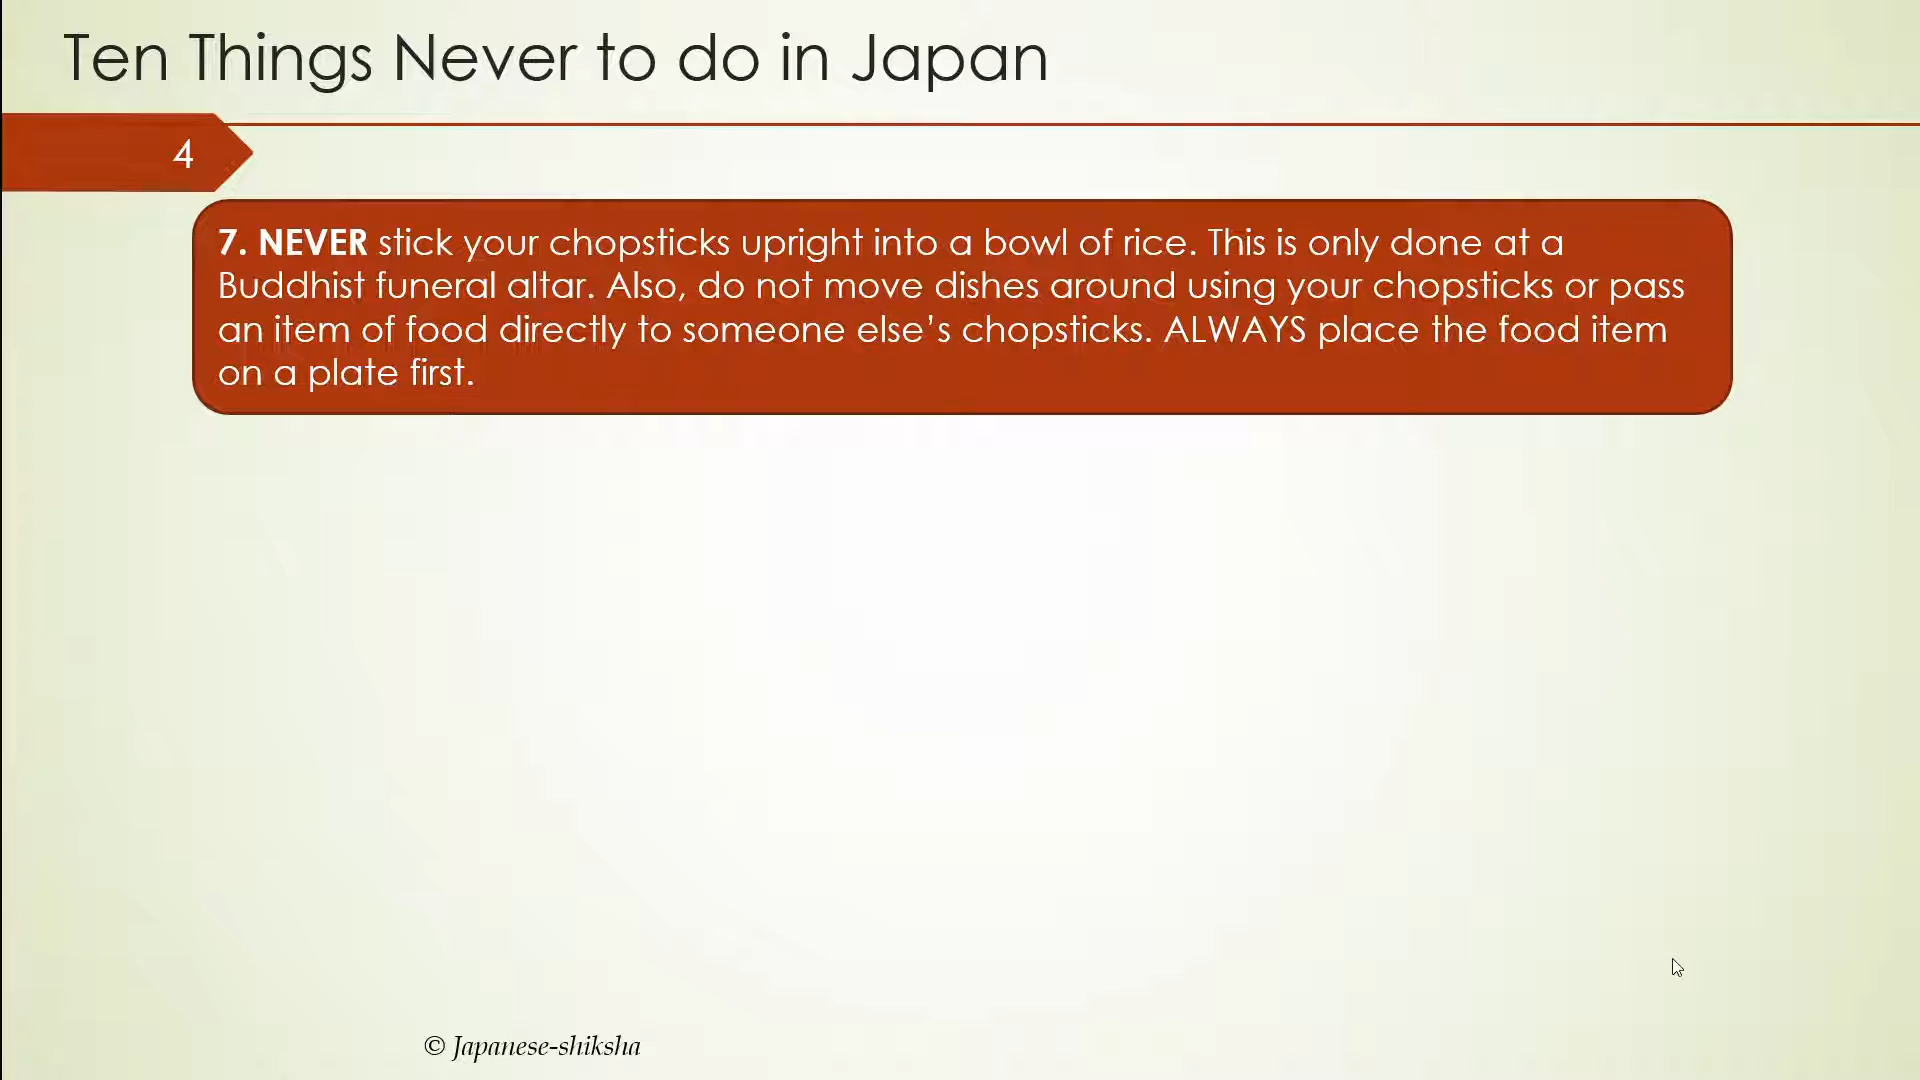 Ten Things Never to do in Japan
4
7. NEVER stick your chopsticks upright into a bowl of rice. This is only done at a
Buddhist funeral altar. Also, do not move dishes around using your chopsticks or pass
an item of food directly to someone else’s chopsticks. ALWAYS place the food item
on a plate first.
© Japanese-shiksha